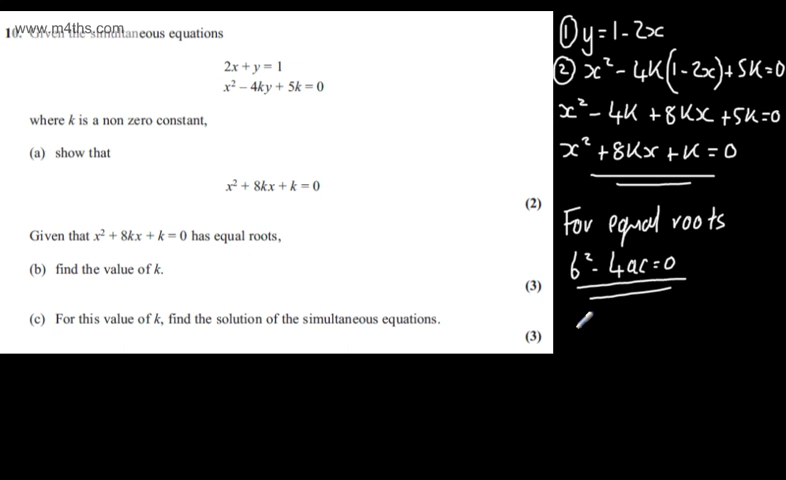 www.m4ths.com
10. Given the simultaneous equations
2x + y = 1
x² – 4ky + 5k = 0
where k is a non zero constant,
(a) show that
x² + 8kx + k = 0
(2)
Given that x² + 8kx + k = 0 has equal roots,
(b) find the value of k.
(3)
(c) For this value of k, find the solution of the simultaneous equations.
(3)
① y = 1 - 2x
② x² - 4K(1-2x) + 5K = 0
x² - 4K + 8Kx + 5K = 0
x² + 8Kx + K = 0
For equal roots
b² - 4ac = 0